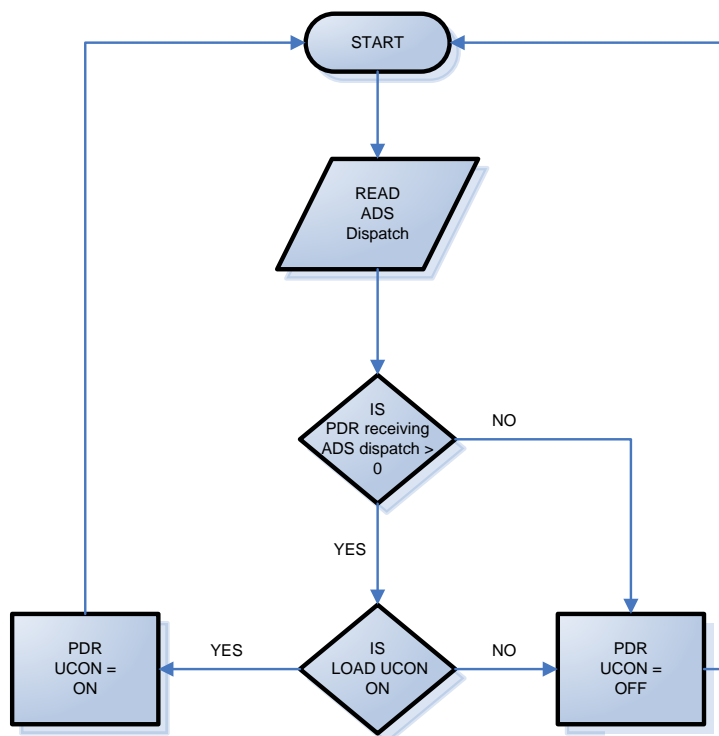 START
READ
ADS
Dispatch
IS
PDR receiving
ADS dispatch >
0
NO
YES
PDR
UCON =
ON
YES
IS
LOAD UCON
ON
NO
PDR
UCON =
OFF